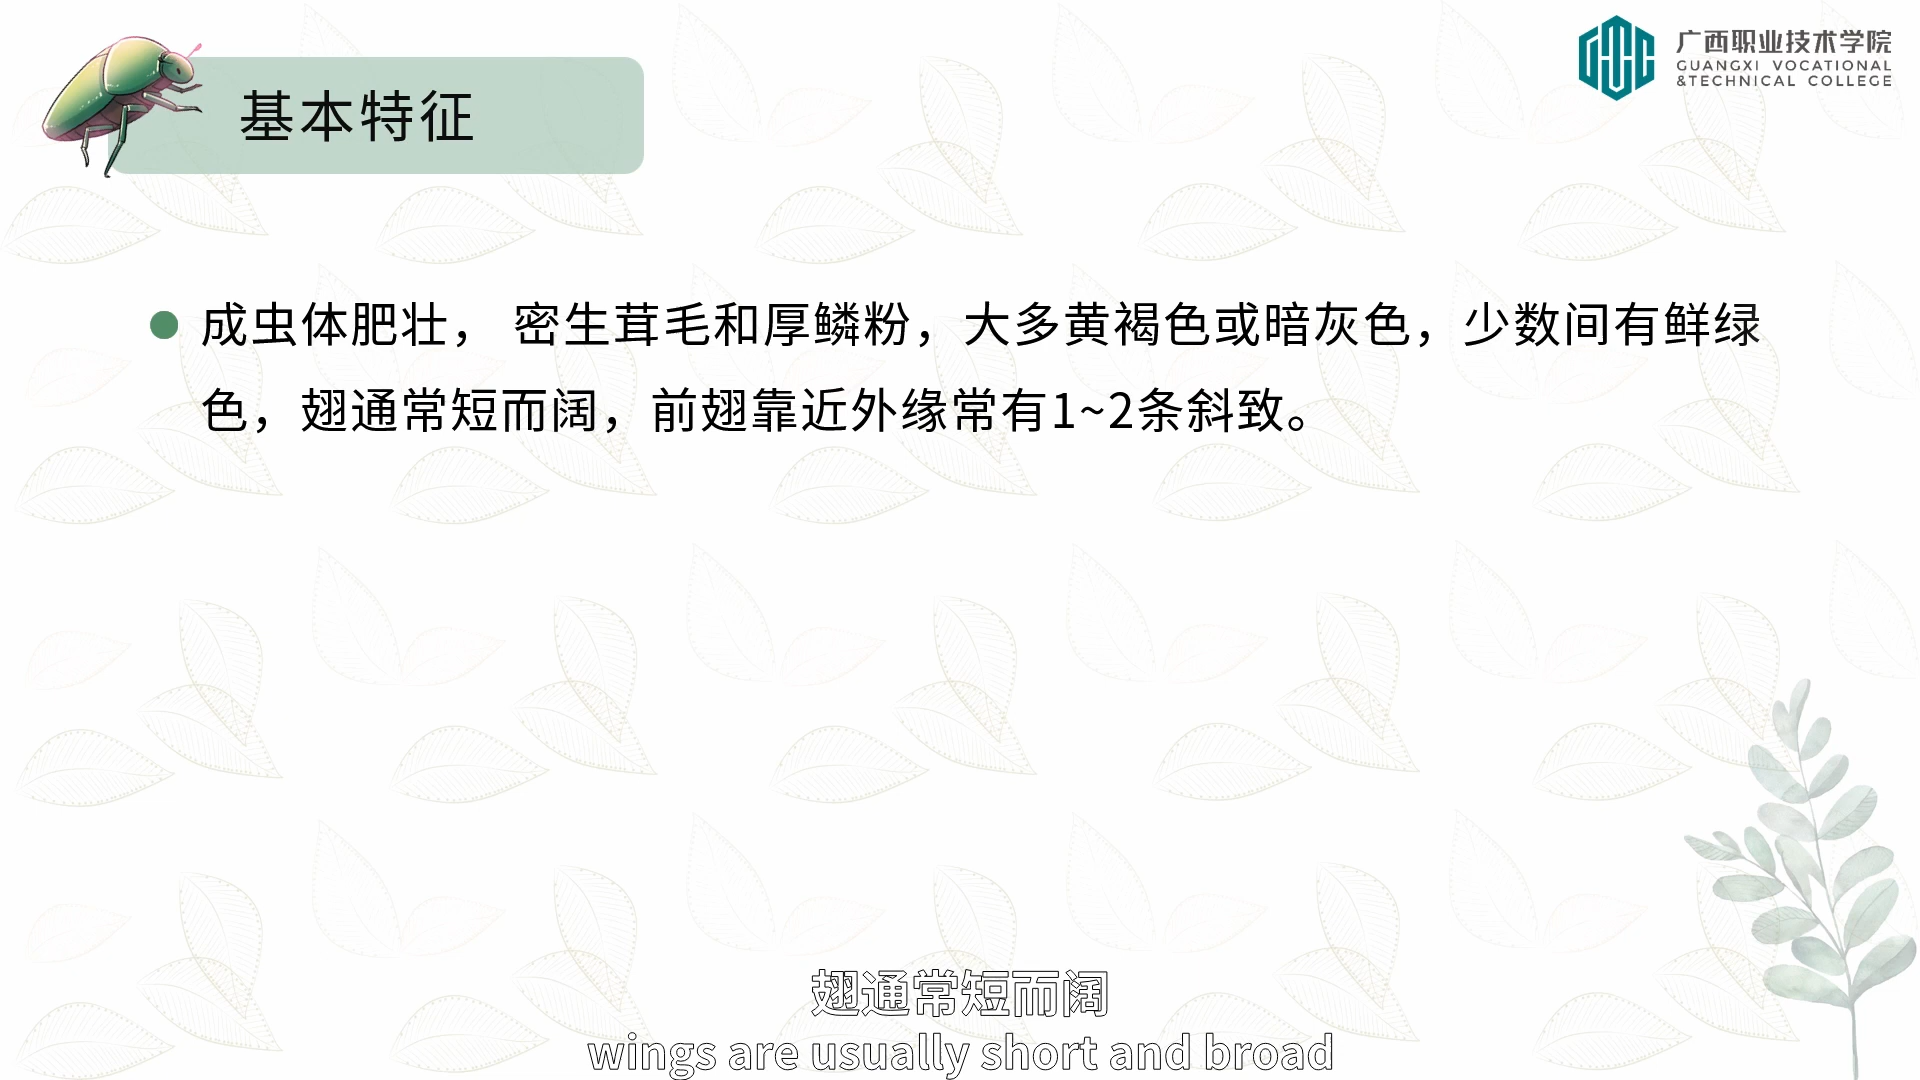 基本特征
广西职业技术学院
GUANGXI VOCATIONAL
&TECHNICAL COLLEGE
成虫体肥壮， 密生茸毛和厚鳞粉，大多黄褐色或暗灰色，少数间有鲜绿
色，翅通常短而阔，前翅靠近外缘常有1~2条斜致。
翅通常短而阔
wings are usually short and broad